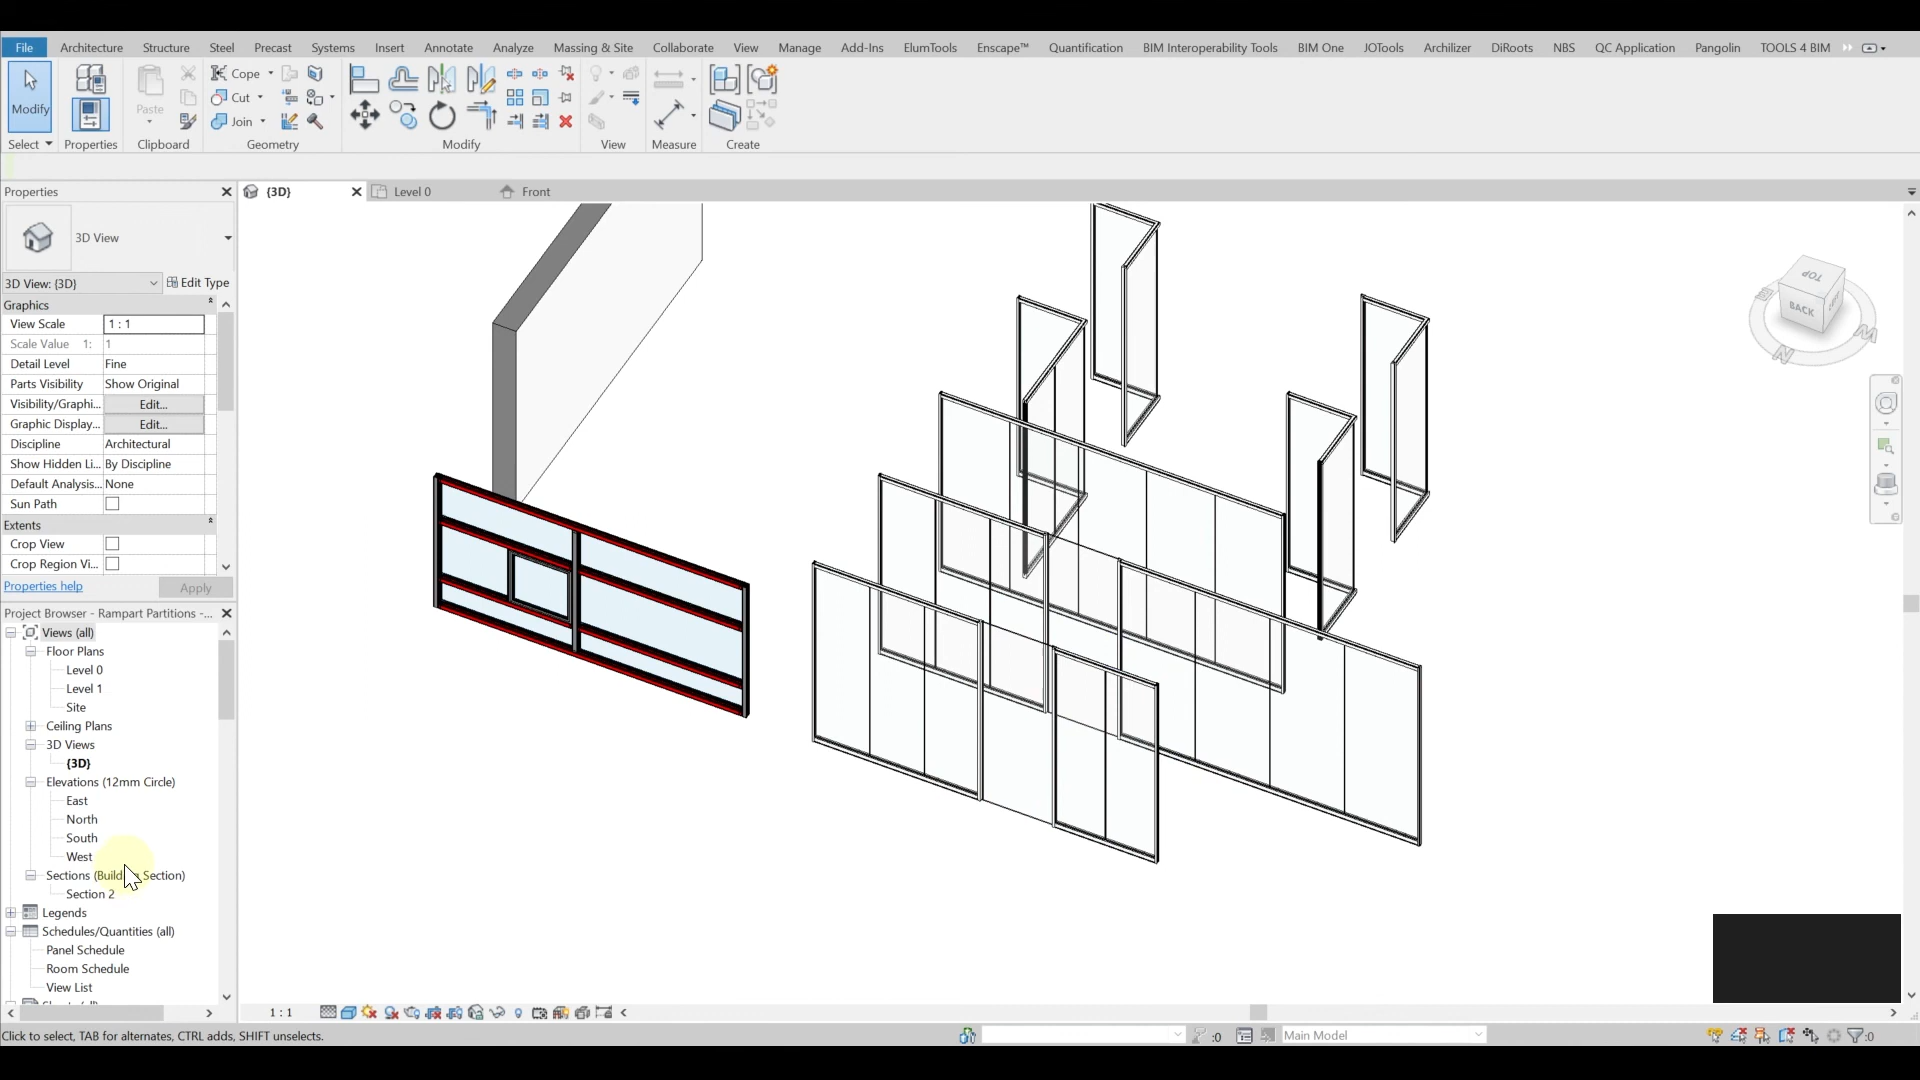 File Architecture Structure Steel Precast Systems Insert Annotate Analyze Massing & Site Collaborate View Manage Add-Ins ElumTools Enscape™ Quantification BIM Interoperability Tools BIM One JOTools Archilizer DiRoots NBS QC Application Pangolin TOOLS 4 BIM
Modify
Paste
Cope
Cut
Join
Select Properties Clipboard Geometry Modify View Measure Create
Properties
{3D} Level 0 Front
3D View
3D View: {3D} Edit Type
Graphics
View Scale 1 : 1
Scale Value 1: 1
Detail Level Fine
Parts Visibility Show Original
Visibility/Graphi... Edit...
Graphic Display... Edit...
Discipline Architectural
Show Hidden Li... By Discipline
Default Analysis... None
Sun Path
Extents
Crop View
Crop Region Vi...
Properties help Apply
Project Browser - Rampart Partitions -...
Views (all)
Floor Plans
Level 0
Level 1
Site
Ceiling Plans
3D Views
{3D}
Elevations (12mm Circle)
East
North
South
West
Sections (Build Section)
Section 2
Legends
Schedules/Quantities (all)
Panel Schedule
Room Schedule
View List
TOP
BACK
N
1 : 1
Click to select, TAB for alternates, CTRL adds, SHIFT unselects.
:0
Main Model
:0